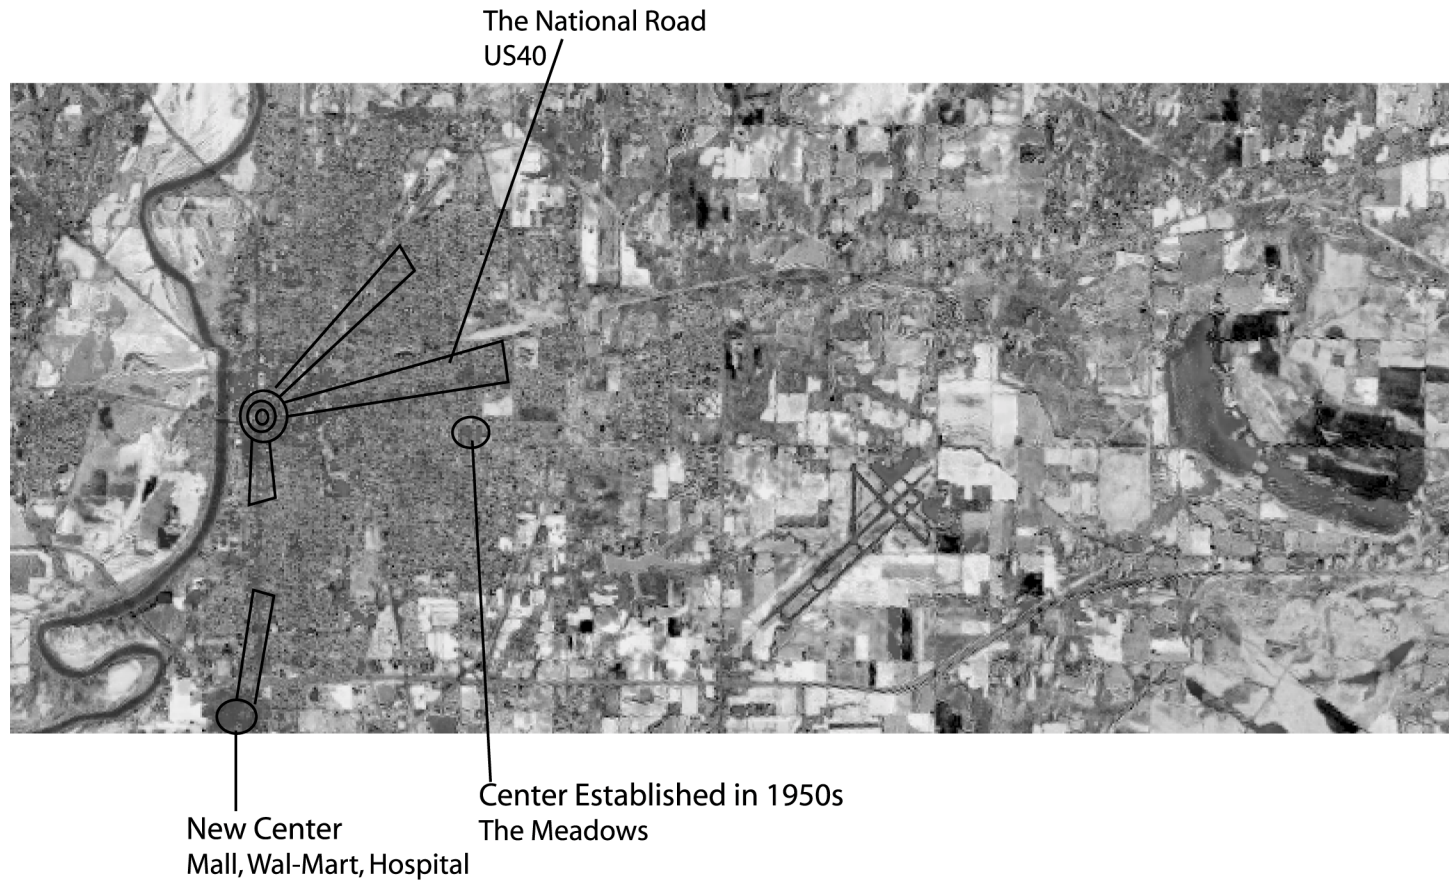 The National Road
US40
Center Established in 1950s
The Meadows
New Center
Mall, Wal-Mart, Hospital